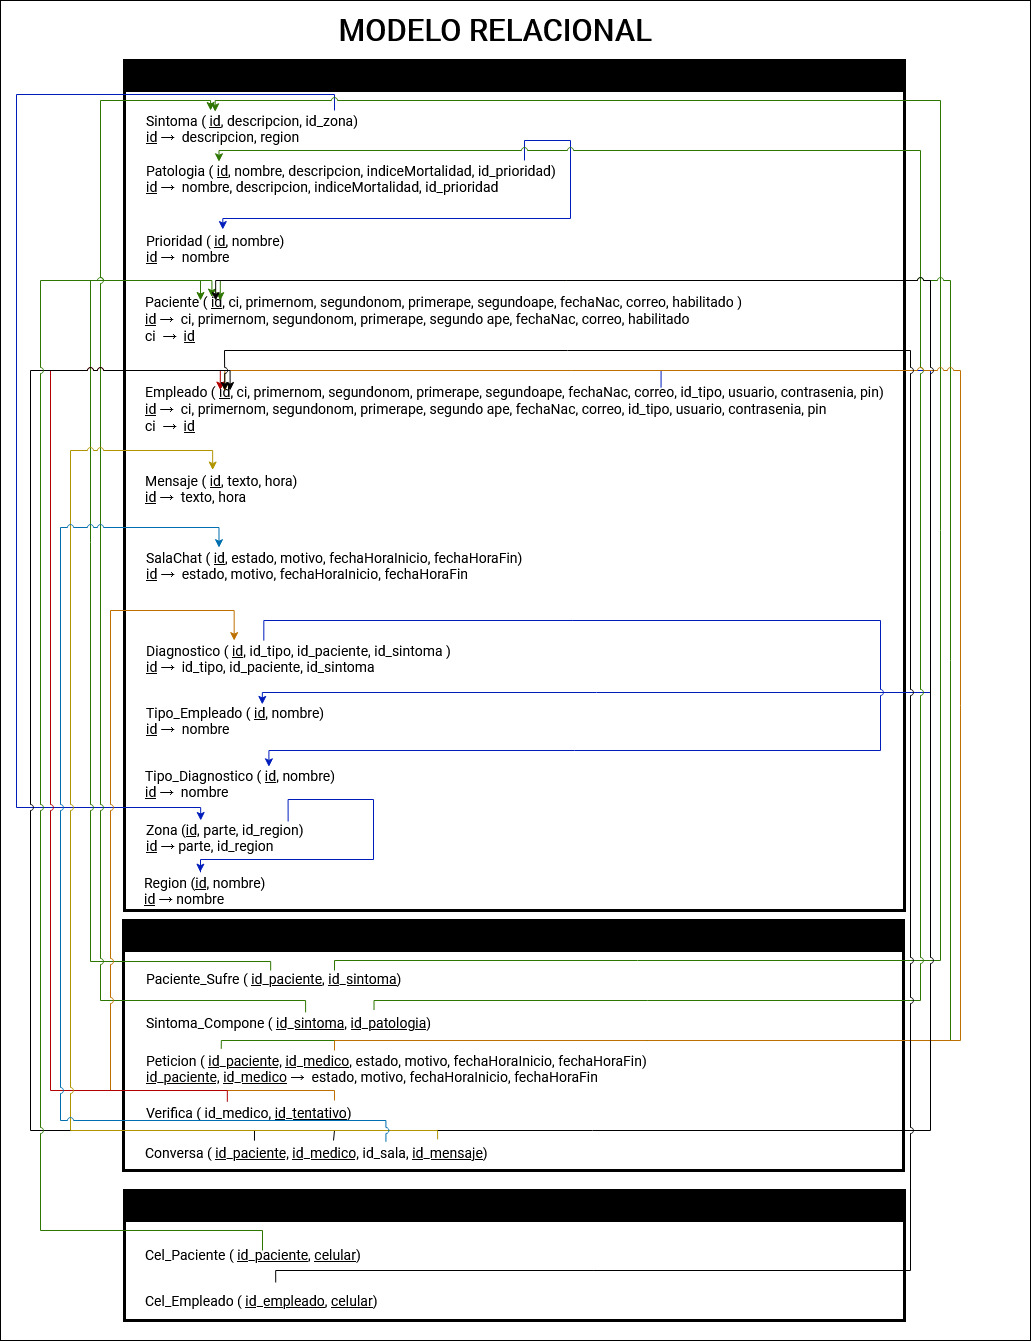 MODELO RELACIONAL
Sintoma ( id, descripcion, id_zona)
id → descripcion, region
Patologia ( id, nombre, descripcion, indiceMortalidad, id_prioridad)
id → nombre, descripcion, indiceMortalidad, id_prioridad
Prioridad ( id, nombre)
id → nombre
Paciente ( id, ci, primernom, segundonom, primerape, segundoape, fechaNac, correo, habilitado )
id → ci, primernom, segundonom, primerape, segundo ape, fechaNac, correo, habilitado
ci → id
Empleado ( id, ci, primernom, segundonom, primerape, segundoape, fechaNac, correo, id_tipo, usuario, contrasenia, pin)
id → ci, primernom, segundonom, primerape, segundo ape, fechaNac, correo, id_tipo, usuario, contrasenia, pin
ci → id
Mensaje ( id, texto, hora)
id → texto, hora
SalaChat ( id, estado, motivo, fechaHoraInicio, fechaHoraFin)
id → estado, motivo, fechaHoraInicio, fechaHoraFin
Diagnostico ( id, id_tipo, id_paciente, id_sintoma )
id → id_tipo, id_paciente, id_sintoma
Tipo_Empleado ( id, nombre)
id → nombre
Tipo_Diagnostico ( id, nombre)
id → nombre
Zona (id, parte, id_region)
id → parte, id_region
Region (id, nombre)
id → nombre
Paciente_Sufre ( id_paciente, id_sintoma)
Sintoma_Compone ( id_sintoma, id_patologia)
Peticion ( id_paciente, id_medico, estado, motivo, fechaHoraInicio, fechaHoraFin)
id_paciente, id_medico → estado, motivo, fechaHoraInicio, fechaHoraFin
Verifica ( id_medico, id_tentativo)
Conversa ( id_paciente, id_medico, id_sala, id_mensaje)
Cel_Paciente ( id_paciente, celular)
Cel_Empleado ( id_empleado, celular)